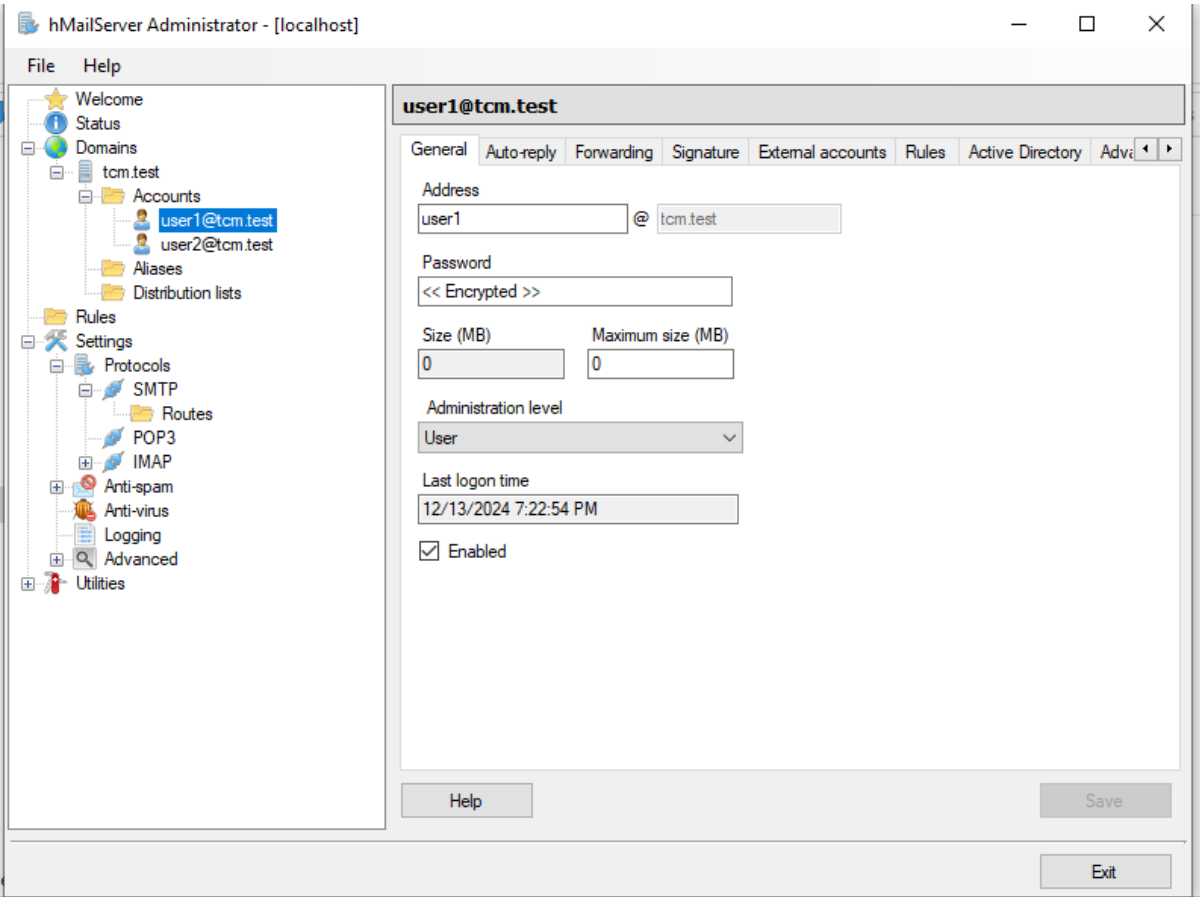 hMailServer Administrator - [localhost]
File Help
Welcome
Status
Domains
tcm.test
Accounts
user1@tcm.test
user2@tcm.test
Aliases
Distribution lists
Rules
Settings
Protocols
SMTP
Routes
POP3
IMAP
Anti-spam
Anti-virus
Logging
Advanced
Utilities
user1@tcm.test
General Auto-reply Forwarding Signature External accounts Rules Active Directory Adva
Address
user1 @ tcm.test
Password
<< Encrypted >>
Size (MB) Maximum size (MB)
0 0
Administration level
User
Last logon time
12/13/2024 7:22:54 PM
Enabled
Help Save
Exit